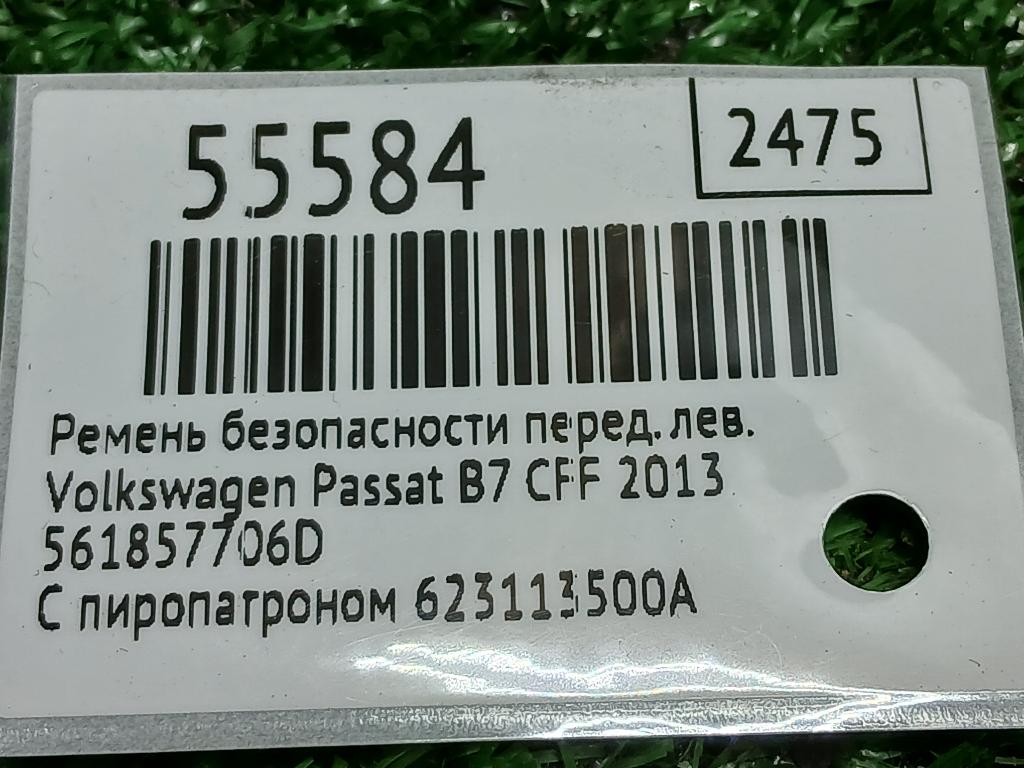 55584
2475
Ремень безопасности перед. лев.
Volkswagen Passat B7 CFF 2013
561857706D
С пиропатроном 623113500A